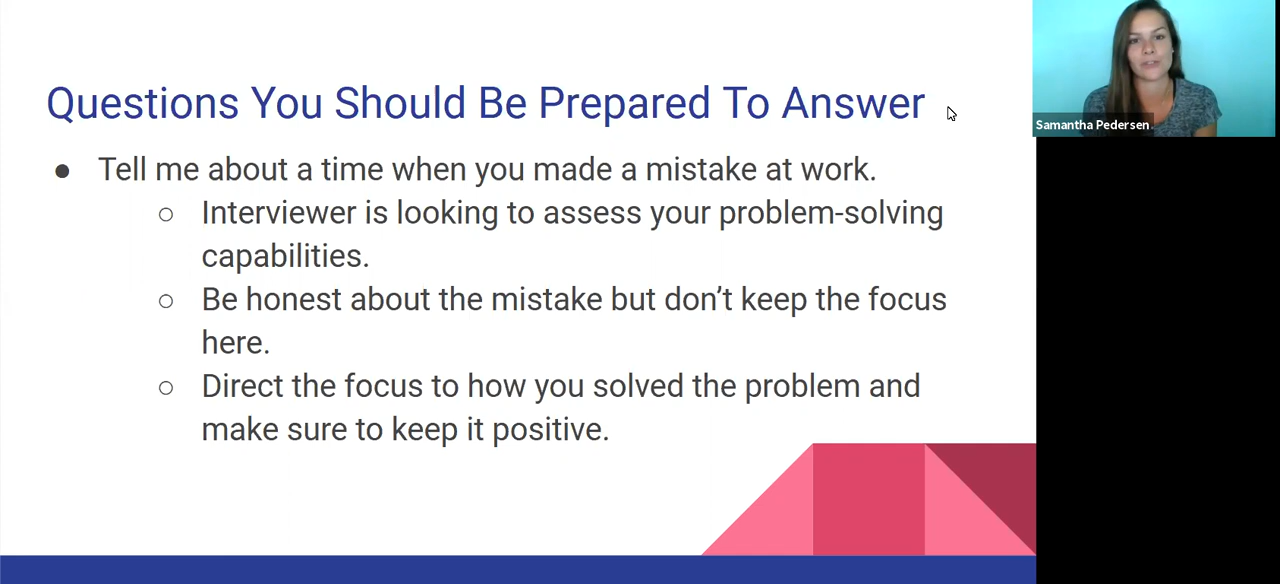 Questions You Should Be Prepared To Answer
● Tell me about a time when you made a mistake at work.
○ Interviewer is looking to assess your problem-solving
capabilities.
○ Be honest about the mistake but don’t keep the focus
here.
○ Direct the focus to how you solved the problem and
make sure to keep it positive.
Samantha Pedersen